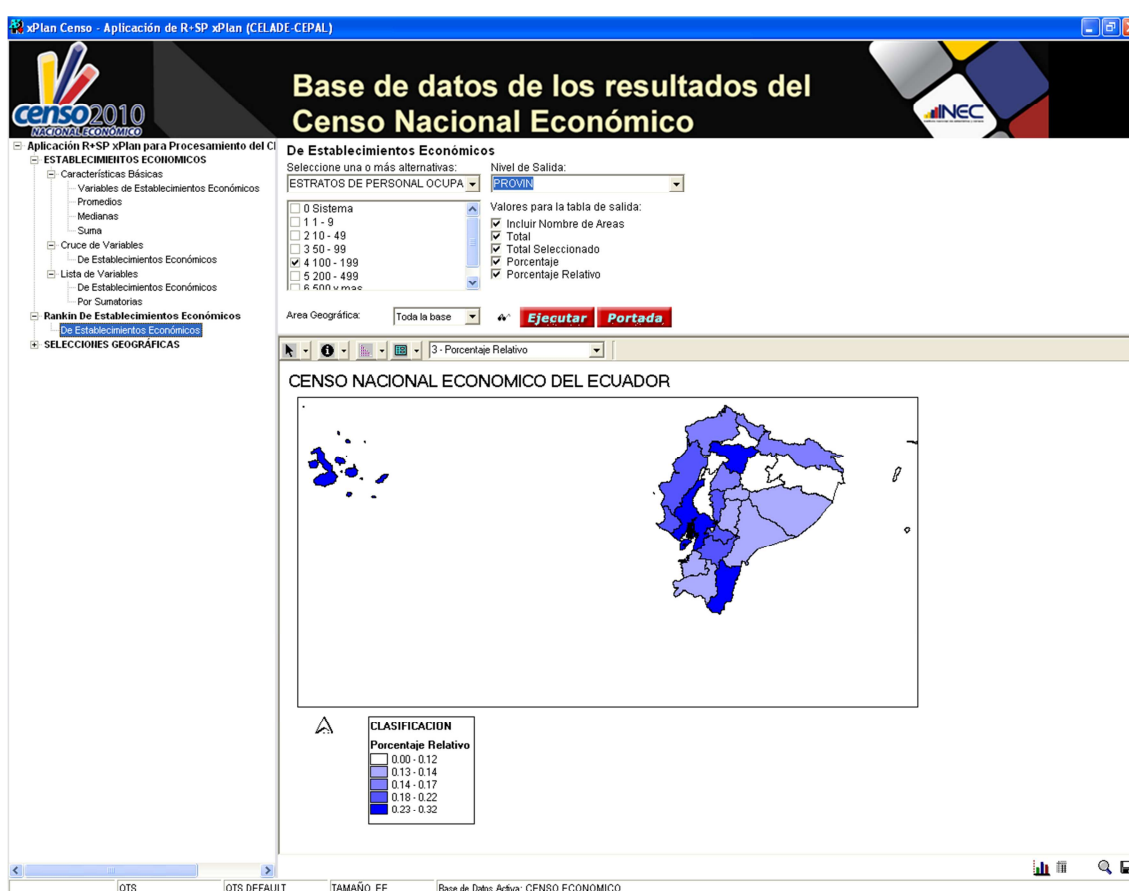 xPlan Censo - Aplicación de R+SP xPlan (CELADE-CEPAL)
censo2010
NACIONAL ECONÓMICO
Base de datos de los resultados del
Censo Nacional Económico
INEC
Aplicación R+SP xPlan para Procesamiento del C
ESTABLECIMIENTOS ECONOMICOS
Características Básicas
Variables de Establecimientos Económicos
Promedios
Medianas
Suma
Cruce de Variables
De Establecimientos Económicos
Lista de Variables
De Establecimientos Económicos
Por Sumatorias
Rankin De Establecimientos Económicos
De Establecimientos Económicos
SELECCIONES GEOGRÁFICAS
De Establecimientos Económicos
Seleccione una o más alternativas:
ESTRATOS DE PERSONAL OCUPA
0 Sistema
1 1 - 9
2 10 - 49
3 50 - 99
4 100 - 199
5 200 - 499
6 500 y mas
Nivel de Salida:
PROVIN
Valores para la tabla de salida:
Incluir Nombre de Areas
Total
Total Seleccionado
Porcentaje
Porcentaje Relativo
Area Geográfica:
Toda la base
Ejecutar
Portada
3 - Porcentaje Relativo
CENSO NACIONAL ECONOMICO DEL ECUADOR
CLASIFICACION
Porcentaje Relativo
0.00 - 0.12
0.13 - 0.14
0.14 - 0.17
0.18 - 0.22
0.23 - 0.32
QTS
QTS DEFAULT
TAMAÑO_EE
Base de Datos Activa: CENSO ECONOMICO